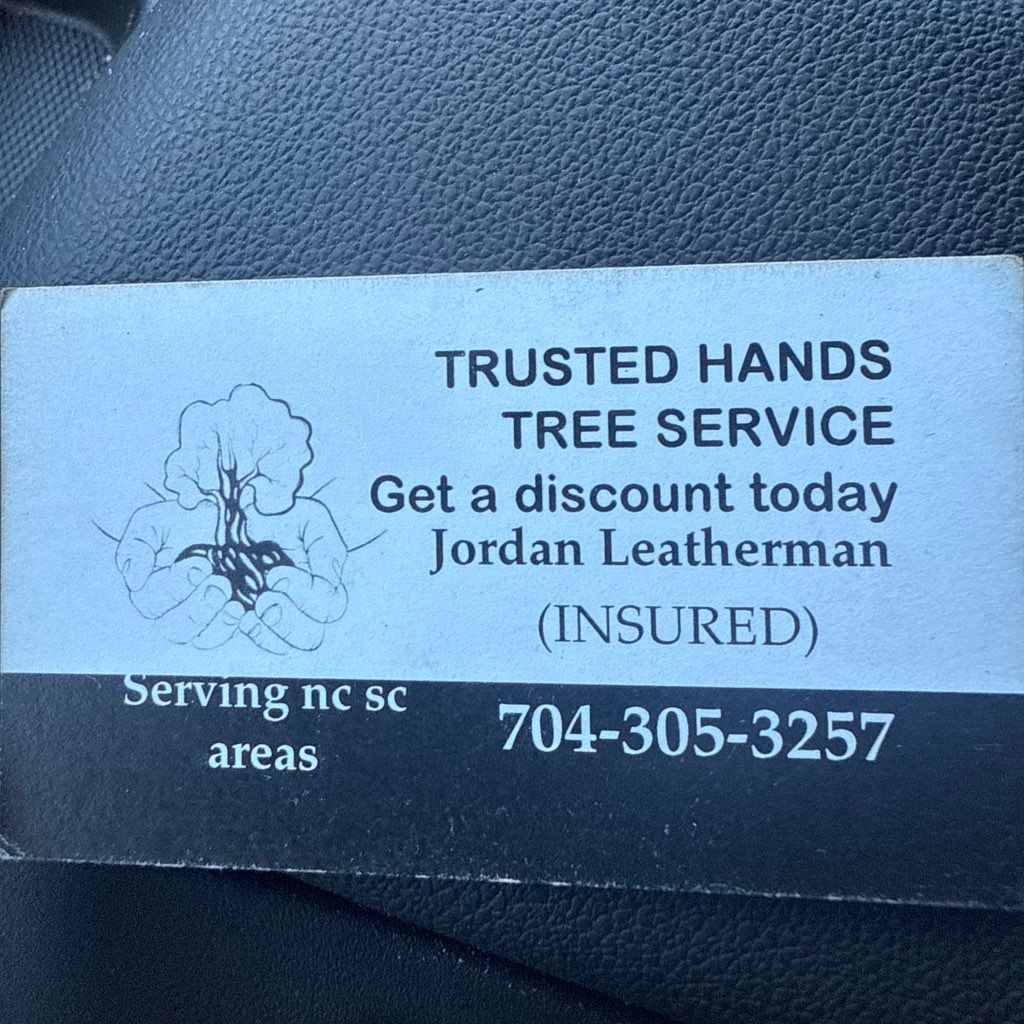 TRUSTED HANDS
TREE SERVICE
Get a discount today
Jordan Leatherman
(INSURED)
Serving nc sc
areas
704-305-3257